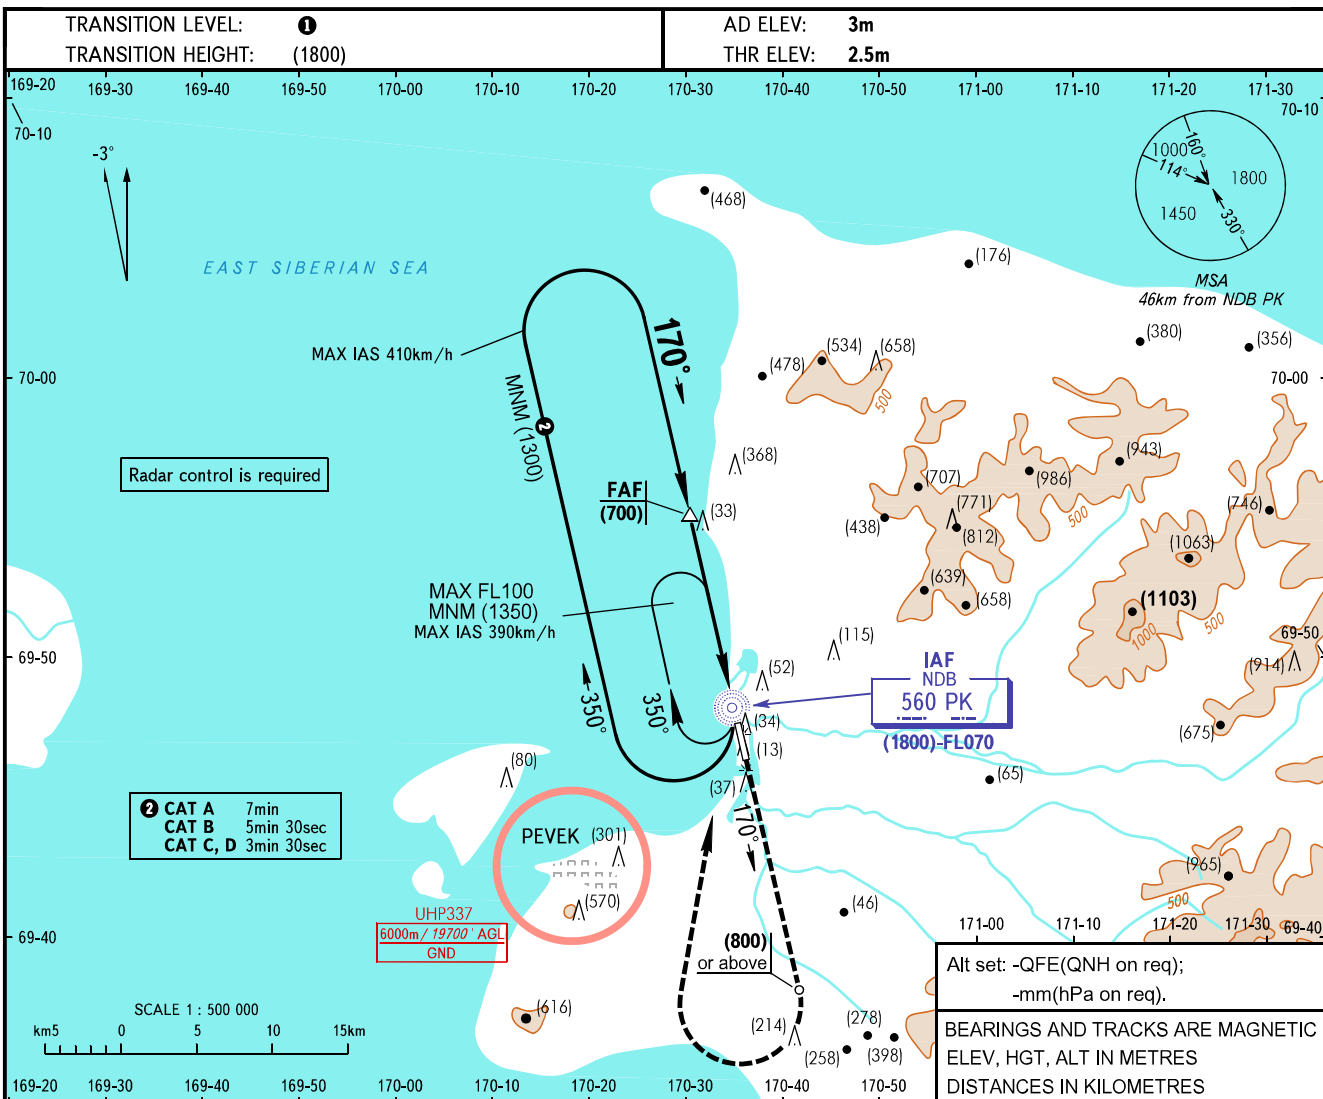 TRANSITION LEVEL: ❶
TRANSITION HEIGHT: (1800)
AD ELEV: 3m
THR ELEV: 2.5m
169-20 169-30 169-40 169-50 170-00 170-10 170-20 170-30 170-40 170-50 171-00 171-10 171-20 171-30
70-10 70-10
-3°
1000 160°
114° 1800
1450 330°
MSA
46km from NDB PK
(468)
EAST SIBERIAN SEA
(176)
MAX IAS 410km/h
170°
(380)
(356)
(534)
(658)
(478)
500
70-00 70-00
MNM (1300)
❷
Radar control is required
(368)
(943)
(986)
(707)
500
FAF
(700)
(33)
(438)
(771)
(812)
(746)
(1063)
MAX FL100
MNM (1350)
MAX IAS 390km/h
(639)
(658)
(1103)
500
1000
(115)
69-50 69-50
(52)
(914)
IAF
NDB
560 PK
(1800)-FL070
350°
350°
(34)
(675)
(13)
(80)
(37)
(65)
❷ CAT A 7min
CAT B 5min 30sec
CAT C, D 3min 30sec
170°
PEVEK (301)
(965)
500
(570)
(46)
UHP337
6000m/19700' AGL
GND
171-00 171-10 171-20 171-30
69-40 69-40
(800)
or above
Alt set: -QFE(QNH on req);
-mm(hPa on req).
SCALE 1 : 500 000
km5 0 5 10 15km
(616)
(214)
(278)
(258)
(398)
BEARINGS AND TRACKS ARE MAGNETIC
ELEV, HGT, ALT IN METRES
DISTANCES IN KILOMETRES
169-20 169-30 169-40 169-50 170-00 170-10 170-20 170-30 170-40 170-50